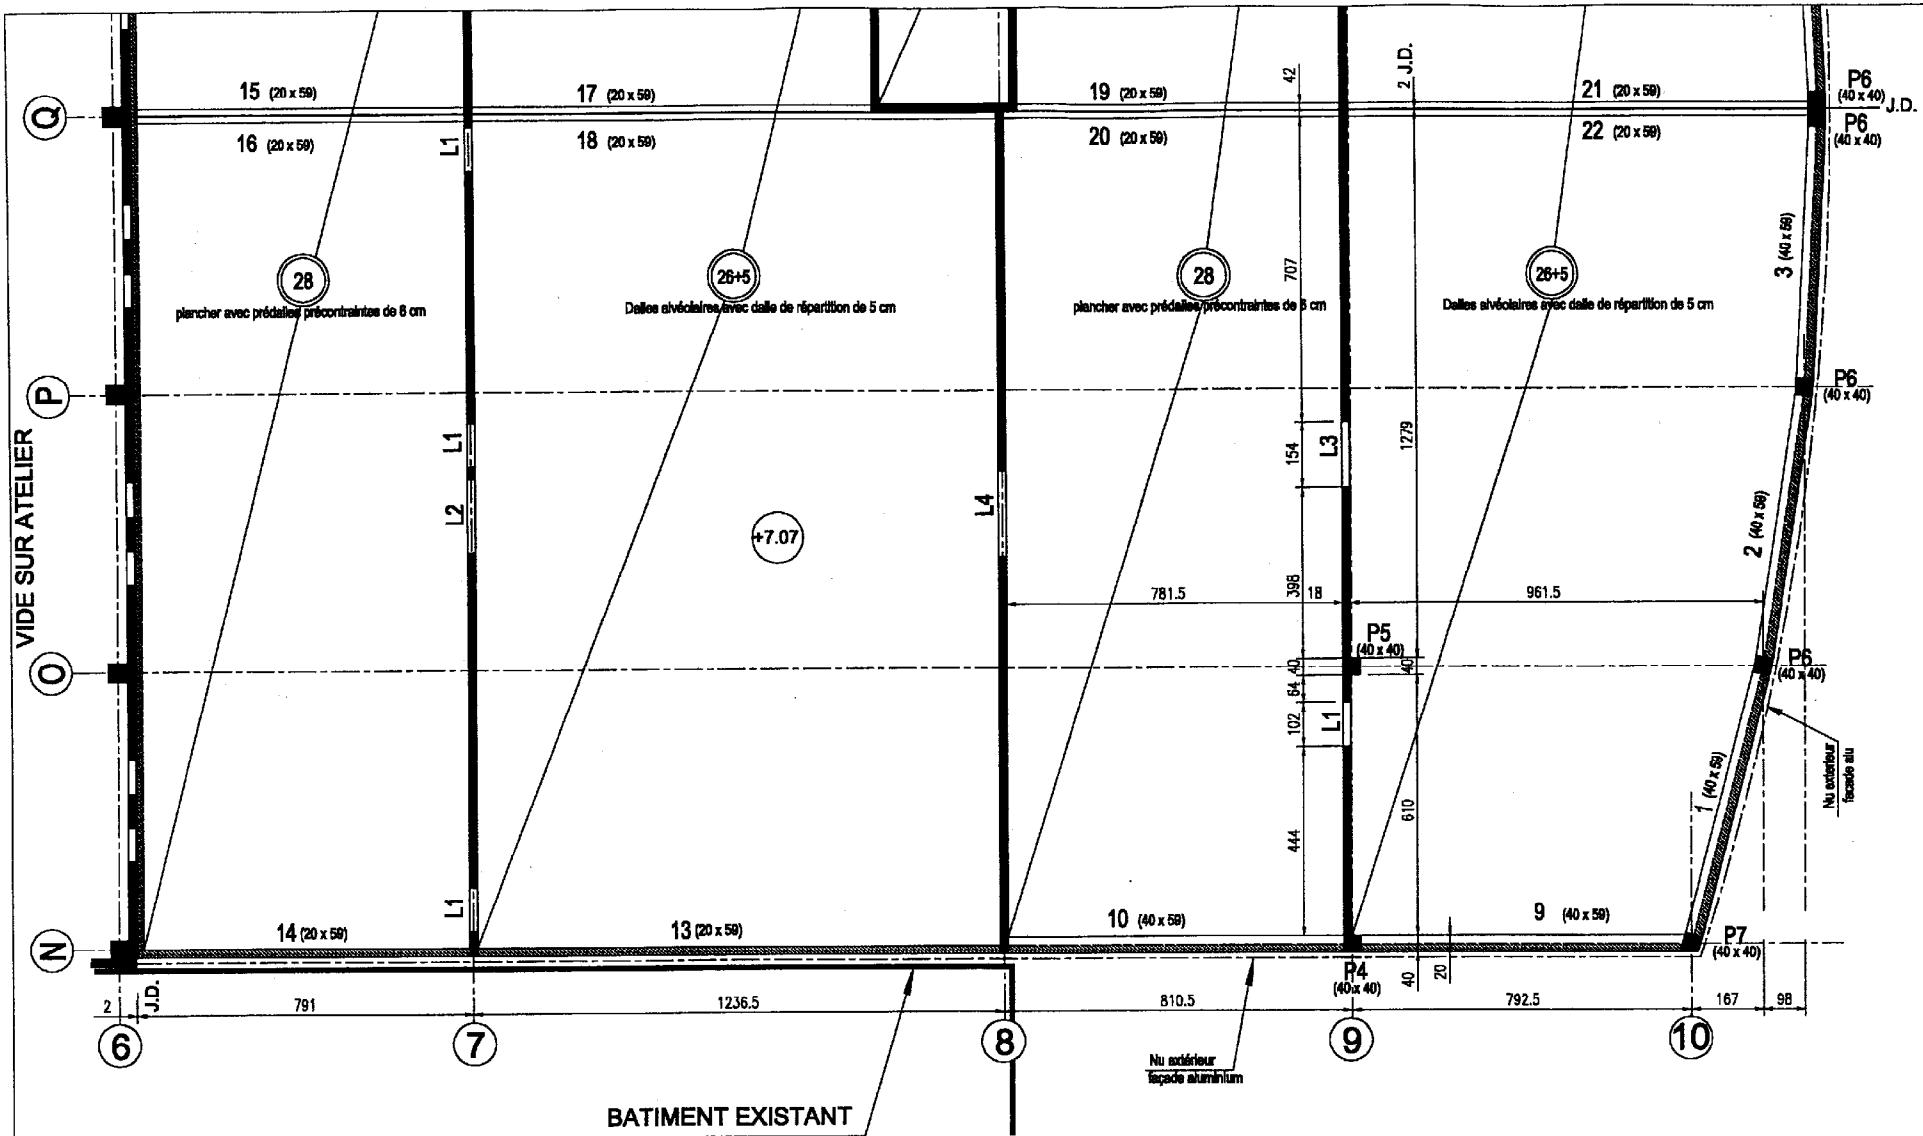 15 (20 x 59)
17 (20 x 59)
19 (20 x 59)
42
2 J.D.
21 (20 x 59)
P6
(40 x 40)
J.D.
Q
16 (20 x 59)
L1
18 (20 x 59)
20 (20 x 59)
22 (20 x 59)
P6
(40 x 40)
28
plancher avec prédalles précontraintes de 8 cm
26+5
Dalles alvéolaires avec dalle de répartition de 5 cm
28
plancher avec prédalles précontraintes de 8 cm
707
26+5
Dalles alvéolaires avec dalle de répartition de 5 cm
3 (40 x 59)
P
P6
(40 x 40)
VIDE SUR ATELIER
L1
L2
L4
154
L3
1279
2 (40 x 59)
+7.07
781.5
398
18
961.5
P5
(40 x 40)
O
40
40
P6
(40 x 40)
64
102
L1
1 (40 x 59)
Nu extérieur
façade alu
610
444
L1
14 (20 x 59)
13 (20 x 59)
10 (40 x 59)
9 (40 x 59)
N
P7
(40 x 40)
P4
(40 x 40)
40
20
2
J.D.
791
1236.5
810.5
792.5
167
98
6
7
8
9
10
Nu extérieur
façade aluminium
BATIMENT EXISTANT